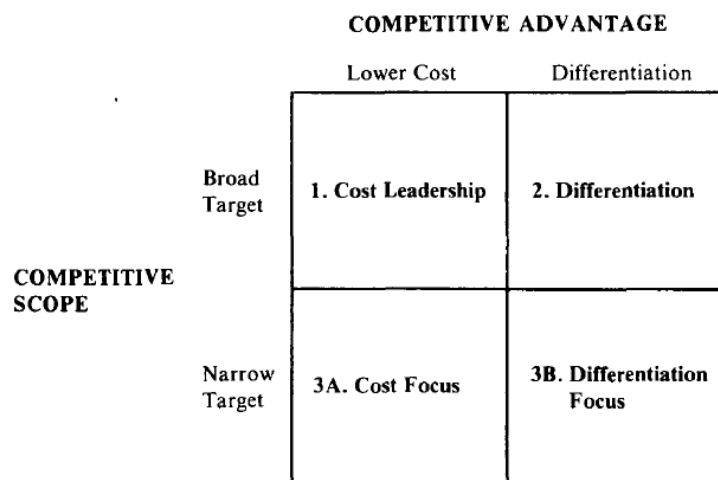 COMPETITIVE ADVANTAGE
Lower Cost
Differentiation
Broad
Target
1. Cost Leadership
2. Differentiation
COMPETITIVE
SCOPE
Narrow
Target
3A. Cost Focus
3B. Differentiation
Focus